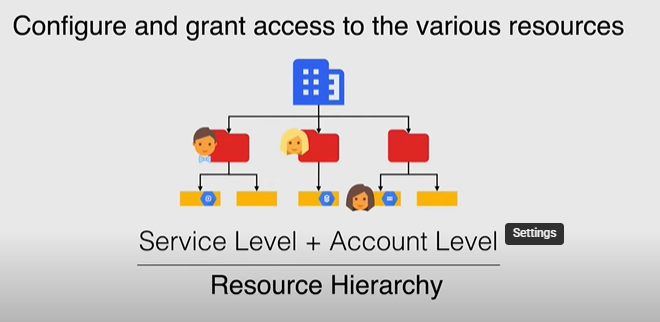 Configure and grant access to the various resources
Service Level + Account Level
Settings
Resource Hierarchy